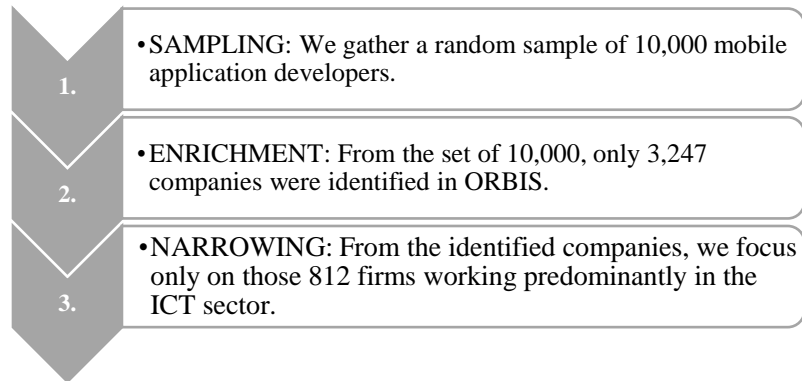 1.
•SAMPLING: We gather a random sample of 10,000 mobile
application developers.
2.
•ENRICHMENT: From the set of 10,000, only 3,247
companies were identified in ORBIS.
3.
•NARROWING: From the identified companies, we focus
only on those 812 firms working predominantly in the
ICT sector.